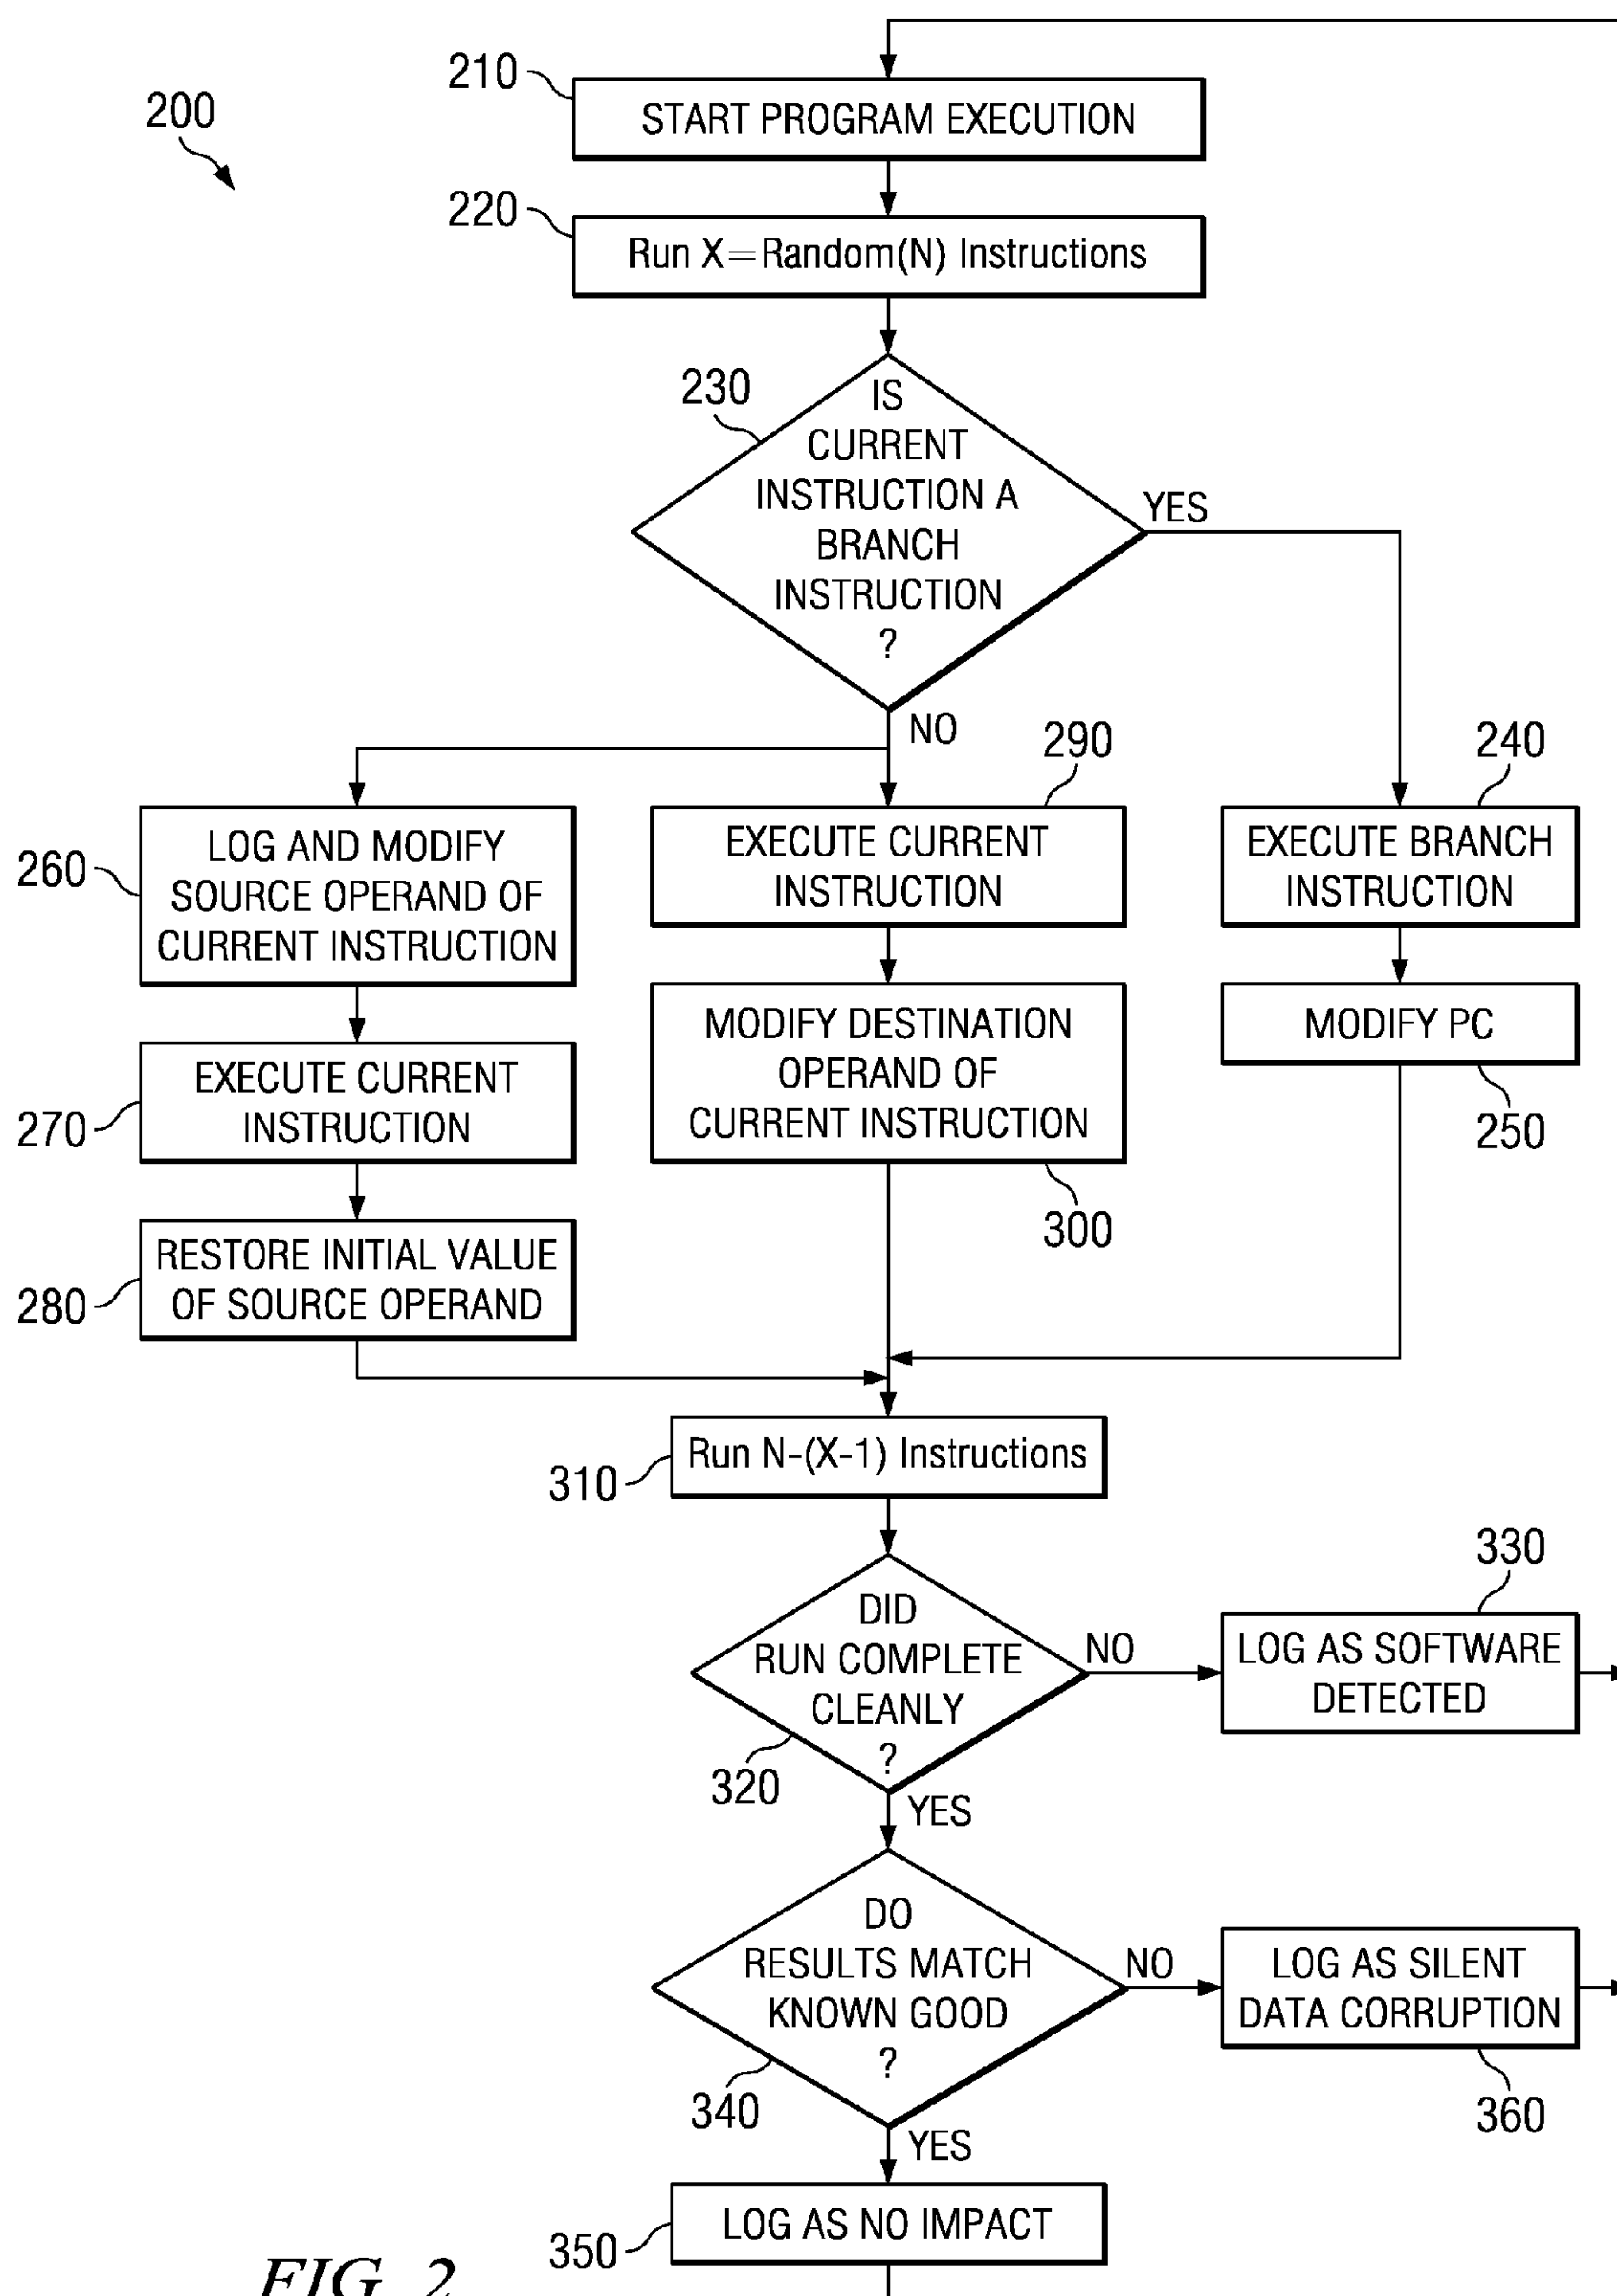 200
210
START PROGRAM EXECUTION
220
Run X=Random(N) Instructions
230
IS
CURRENT
INSTRUCTION A
BRANCH
INSTRUCTION
?
YES
NO
260
LOG AND MODIFY
SOURCE OPERAND OF
CURRENT INSTRUCTION
270
EXECUTE CURRENT
INSTRUCTION
280
RESTORE INITIAL VALUE
OF SOURCE OPERAND
290
EXECUTE CURRENT
INSTRUCTION
MODIFY DESTINATION
OPERAND OF
CURRENT INSTRUCTION
300
240
EXECUTE BRANCH
INSTRUCTION
MODIFY PC
250
310
Run N-(X-1) Instructions
DID
RUN COMPLETE
CLEANLY
?
320
NO
330
LOG AS SOFTWARE
DETECTED
YES
DO
RESULTS MATCH
KNOWN GOOD
?
340
NO
LOG AS SILENT
DATA CORRUPTION
360
YES
350
LOG AS NO IMPACT
FIG. 2